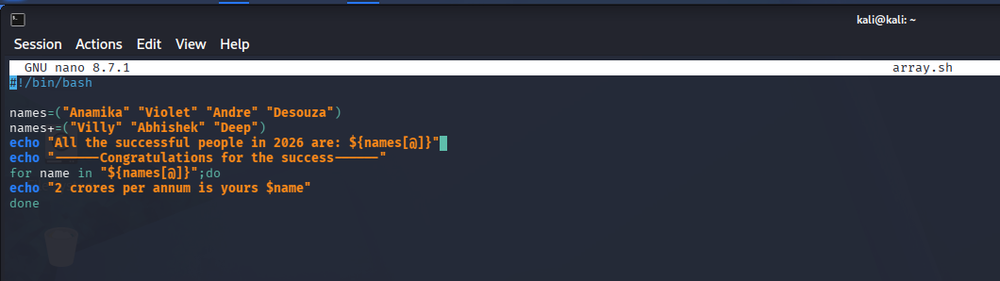 kali@kali: ~
Session Actions Edit View Help
GNU nano 8.7.1 array.sh
#!/bin/bash
names=("Anamika" "Violet" "Andre" "Desouza")
names+=("Villy" "Abhishek" "Deep")
echo "All the successful people in 2026 are: ${names[@]}"
echo "------Congratulations for the success------"
for name in "${names[@]}";do
echo "2 crores per annum is yours $name"
done